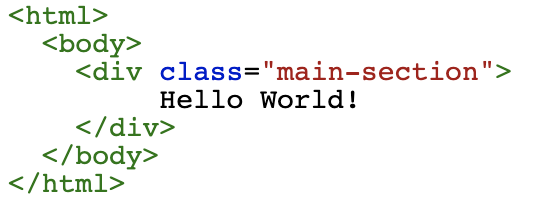 <html>
  <body>
    <div class="main-section">
         Hello World!
    </div>
  </body>
</html>